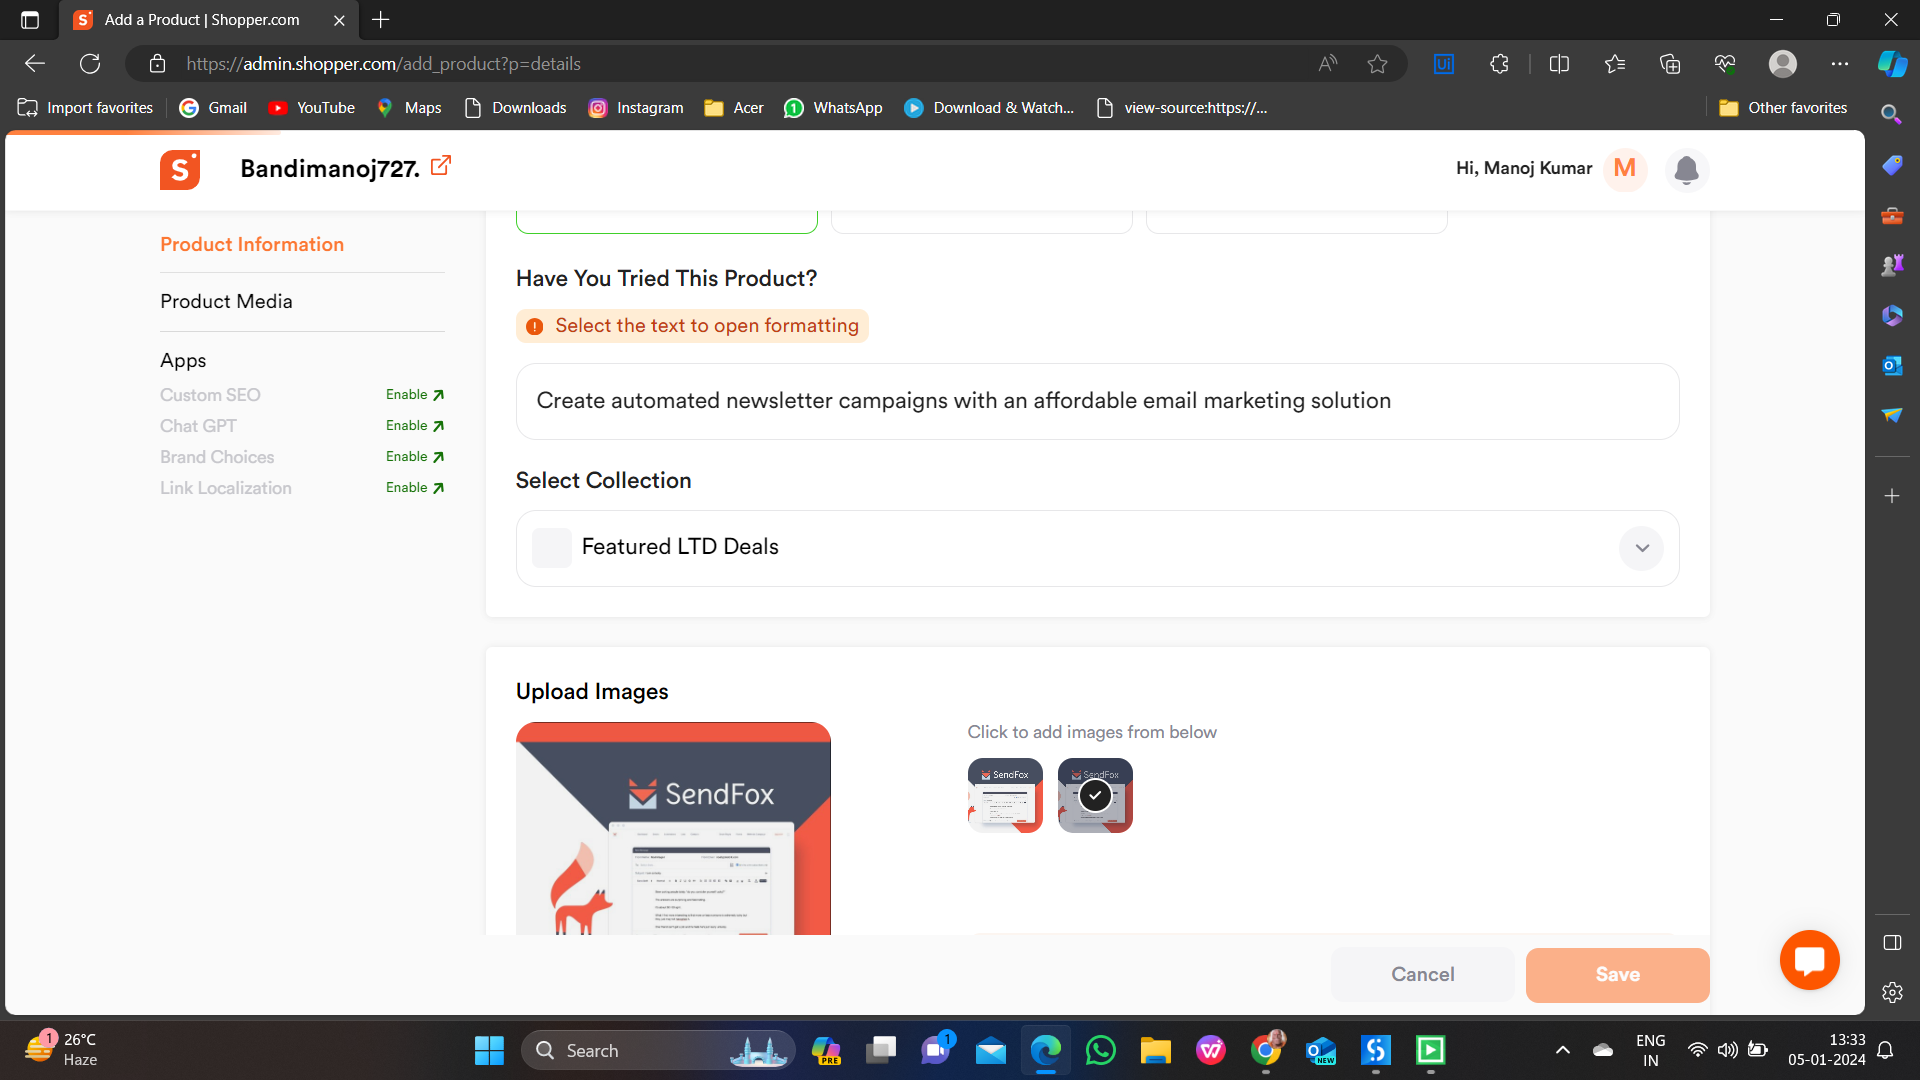 Add a Product | Shopper.com
https://admin.shopper.com/add_product?p=details
Import favorites
Gmail
YouTube
Maps
Downloads
Instagram
Acer
WhatsApp
Download & Watch...
view-source:https://...
Other favorites
Bandimanoj727.
Hi, Manoj Kumar
M
Product Information
Product Media
Apps
Custom SEO Enable
Chat GPT Enable
Brand Choices Enable
Link Localization Enable
Have You Tried This Product?
Select the text to open formatting
Create automated newsletter campaigns with an affordable email marketing solution
Select Collection
Featured LTD Deals
Upload Images
SendFox
Click to add images from below
SendFox
SendFox
Cancel
Save
1
26°C
Haze
Search
PRE
1
NEW
ENG
IN
13:33
05-01-2024